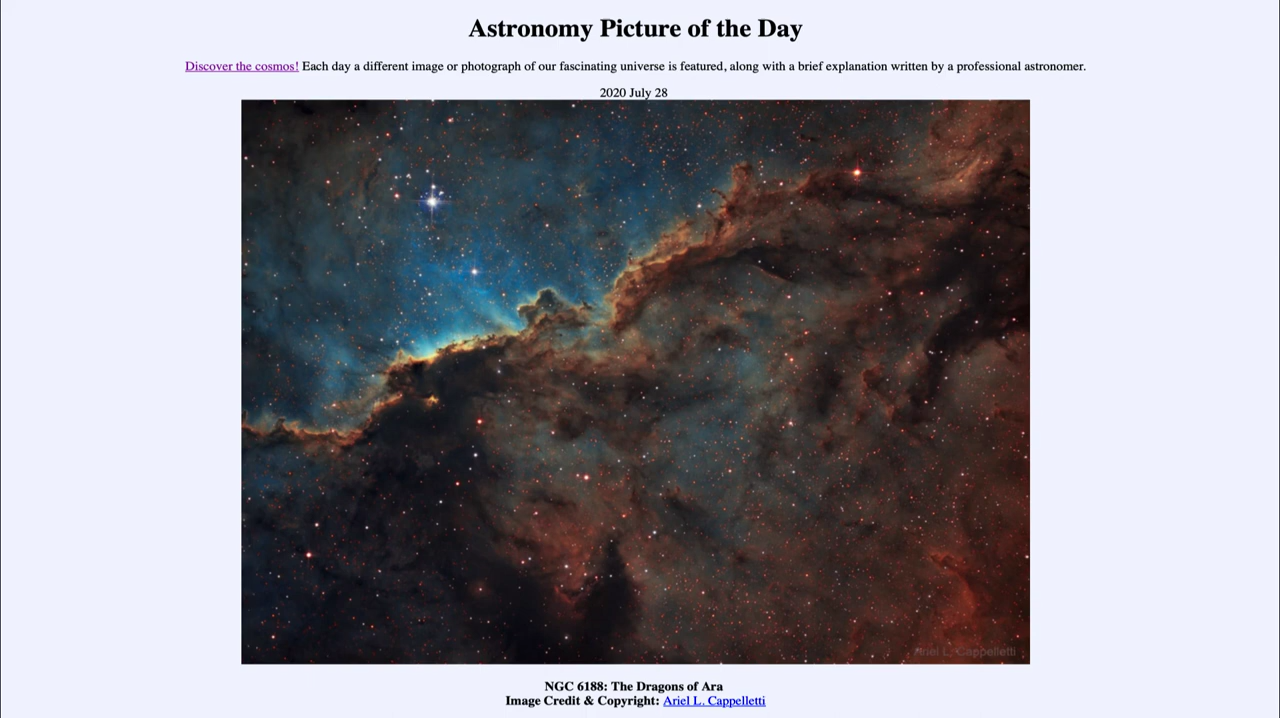 Astronomy Picture of the Day
Discover the cosmos! Each day a different image or photograph of our fascinating universe is featured, along with a brief explanation written by a professional astronomer.
2020 July 28
Ariel L. Cappelletti
NGC 6188: The Dragons of Ara
Image Credit & Copyright: Ariel L. Cappelletti